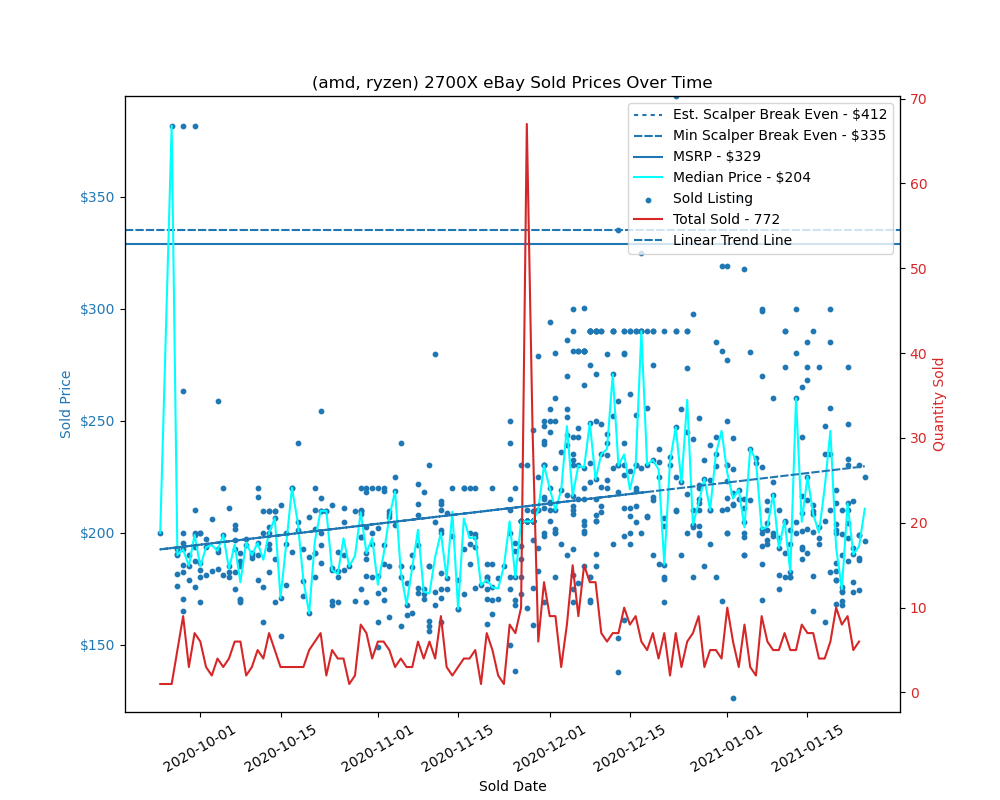 (amd, ryzen) 2700X eBay Sold Prices Over Time
Est. Scalper Break Even - $412
Min Scalper Break Even - $335
MSRP - $329
Median Price - $204
Sold Listing
Total Sold - 772
Linear Trend Line
Sold Price
$350
$300
$250
$200
$150
Quantity Sold
70
60
50
40
30
20
10
0
2020-10-01
2020-10-15
2020-11-01
2020-11-15
2020-12-01
2020-12-15
2021-01-01
2021-01-15
Sold Date